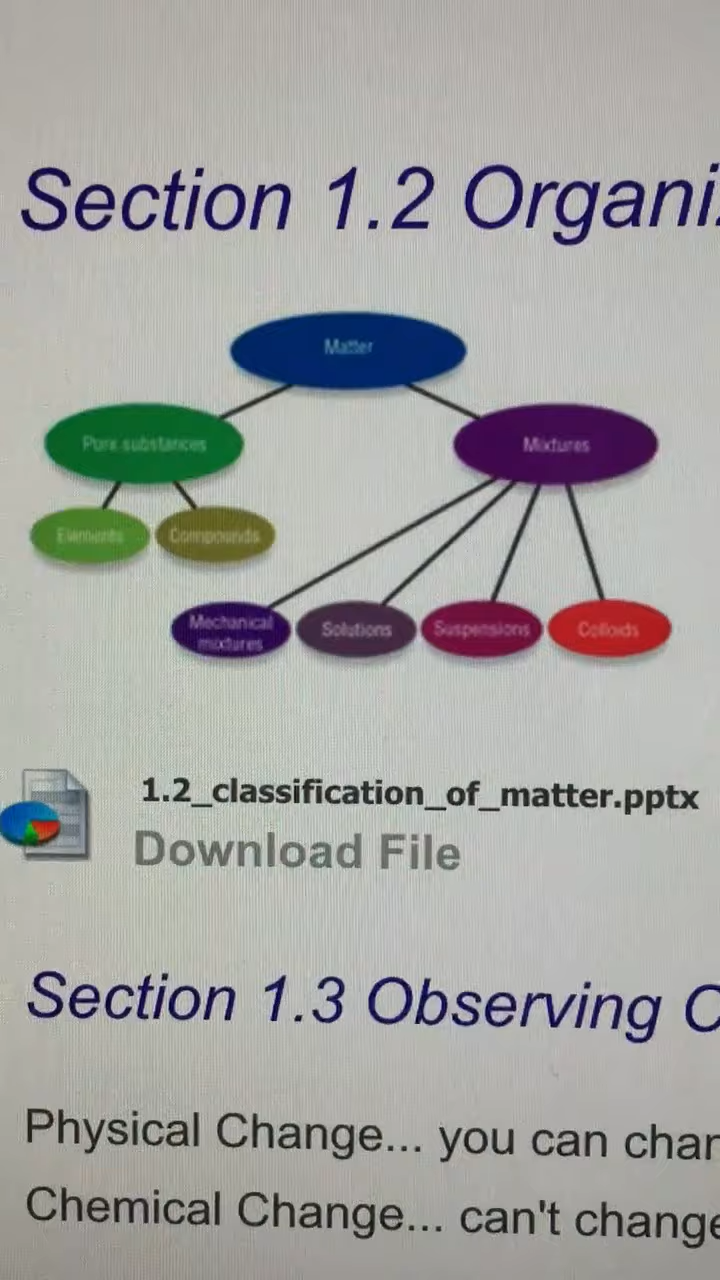 Section 1.2 Organi
Matter
Pure substances
Mixtures
Elements
Compounds
Mechanical
mixtures
Solutions
Suspensions
Colloids
1.2_classification_of_matter.pptx
Download File
Section 1.3 Observing C
Physical Change... you can chan
Chemical Change... can't change